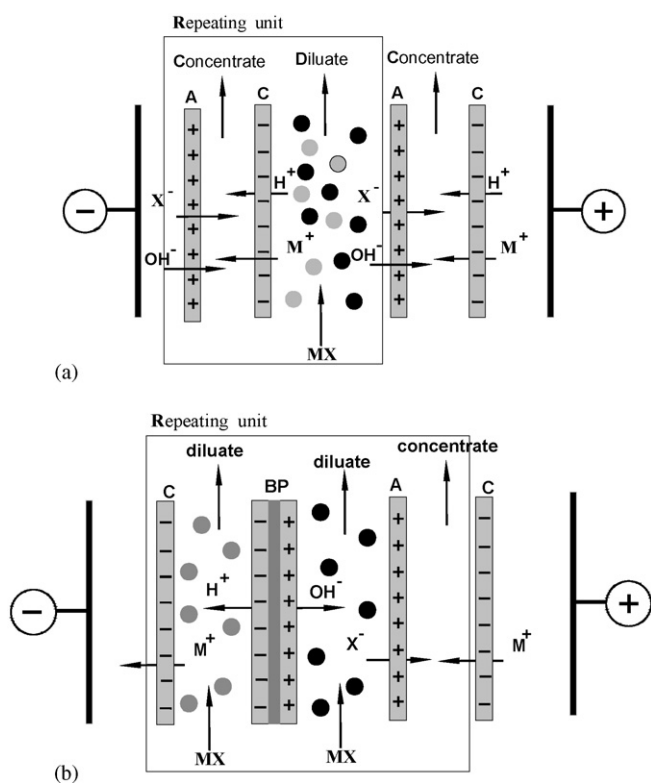 Repeating unit
Concentrate Diluate Concentrate
A C A C
+ − + −
+ − + −
+ − + −
+ − H⁺ + − H⁺
− X⁻ + − X⁻ + − +
+ − M⁺ + − M⁺
OH⁻ + − OH⁻ + −
+ − + −
+ − + −
MX
(a)
Repeating unit
diluate diluate concentrate
C BP A C
− − + + −
− − + + −
− − + + −
− H⁺ − + OH⁻ + −
− − − + + − +
− M⁺ − + X⁻ + − M⁺
− − + + −
− − + + −
MX MX
(b)